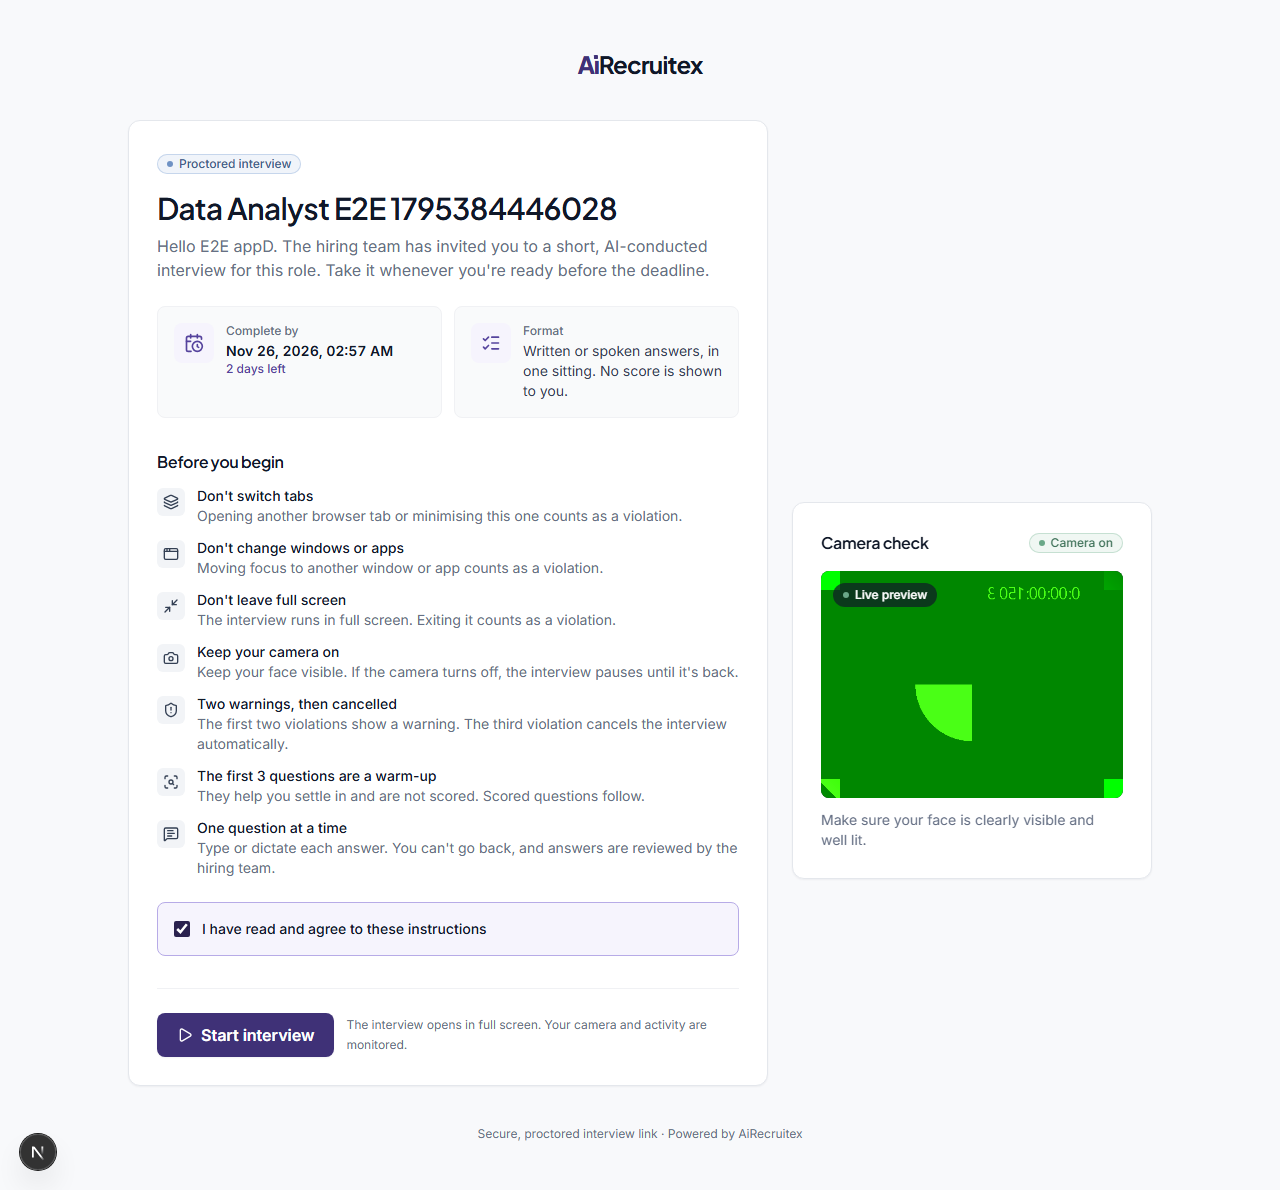 AiRecruitex
Proctored interview
Data Analyst E2E 1795384446028
Hello E2E appD. The hiring team has invited you to a short, AI-conducted
interview for this role. Take it whenever you're ready before the deadline.
Complete by
Nov 26, 2026, 02:57 AM
2 days left
Format
Written or spoken answers, in
one sitting. No score is shown
to you.
Before you begin
Don't switch tabs
Opening another browser tab or minimising this one counts as a violation.
Don't change windows or apps
Moving focus to another window or app counts as a violation.
Don't leave full screen
The interview runs in full screen. Exiting it counts as a violation.
Keep your camera on
Keep your face visible. If the camera turns off, the interview pauses until it's back.
Two warnings, then cancelled
The first two violations show a warning. The third violation cancels the interview
automatically.
The first 3 questions are a warm-up
They help you settle in and are not scored. Scored questions follow.
One question at a time
Type or dictate each answer. You can't go back, and answers are reviewed by the
hiring team.
I have read and agree to these instructions
Start interview
The interview opens in full screen. Your camera and activity are
monitored.
Camera check
Camera on
Live preview
0:00:00:150 3
Make sure your face is clearly visible and
well lit.
Secure, proctored interview link · Powered by AiRecruitex
N